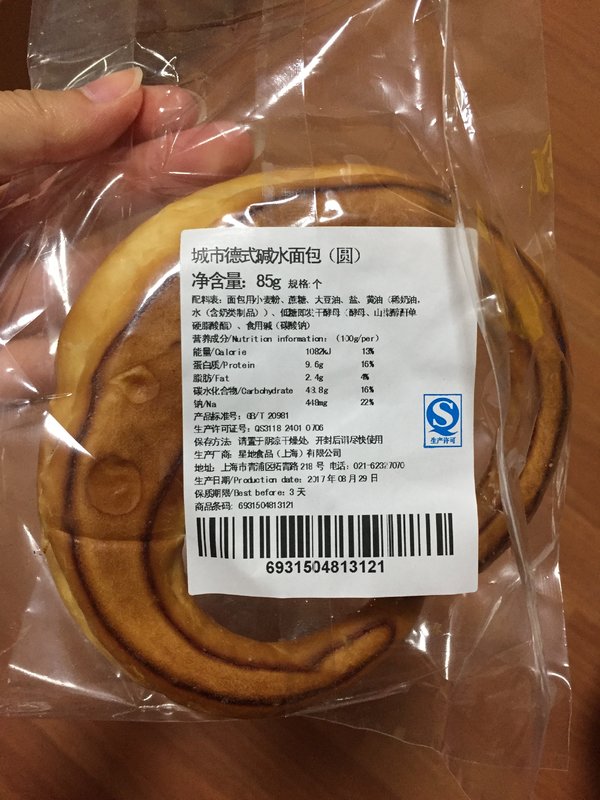 城市德式碱水面包（圆）
净含量：85g 规格:个
配料表：面包用小麦粉、蔗糖、大豆油、盐、黄油（稀奶油，
水（含奶类制品））、低糖即发干酵母（酵母、山梨醇酐单
硬脂酸酯）、食用碱（碳酸钠）
营养成分/Nutrition information: （100g/per）
能量/Calorie 1082kJ 13%
蛋白质/Protein 9.6g 16%
脂肪/Fat 2.4g 4%
碳水化合物/Carbohydrate 48.8g 16%
钠/Na 448mg 22%
产品标准号：GB/T 20981
生产许可证号：QS3118 2401 0706
保存方法：请置于阴凉干燥处，开封后请尽快使用
生产厂商：星地食品（上海）有限公司
地址：上海市青浦区拓青路218号 电话：021-62327070
生产日期/Production date: 2017年08月29日
保质期限/Best before: 3天
商品条码：6931504813121
6931504813121
QS
生产许可